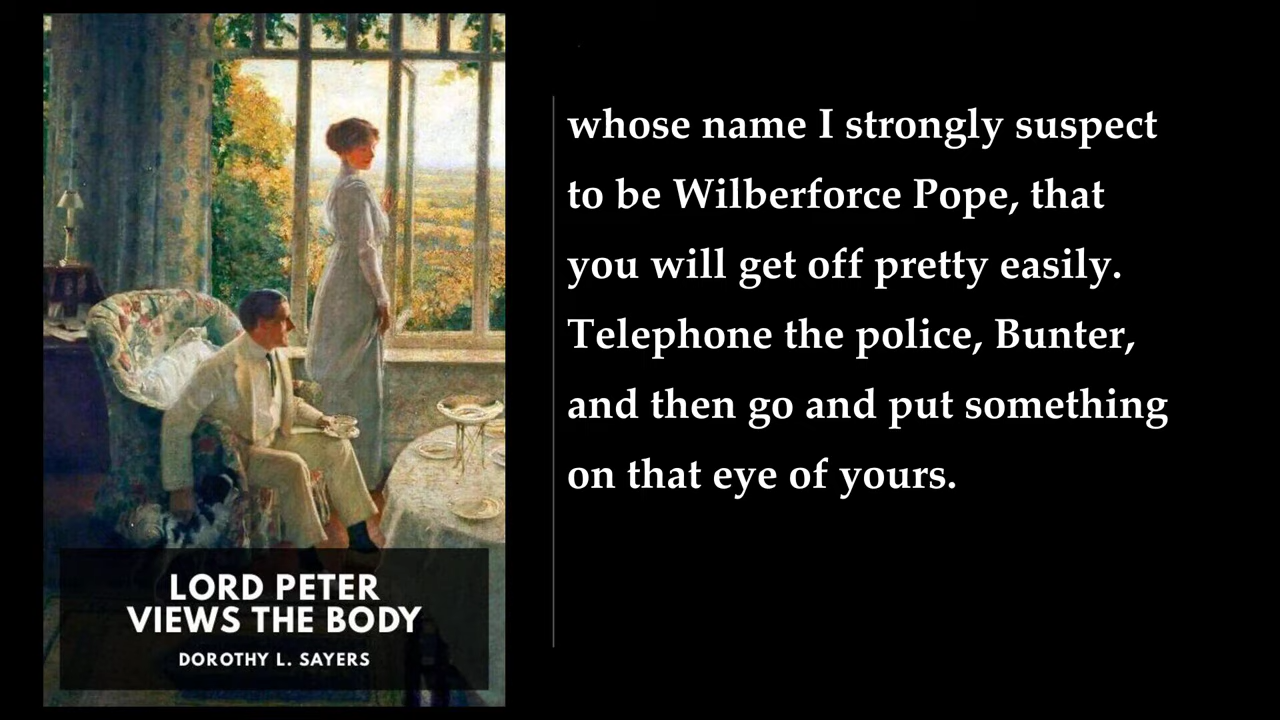 whose name I strongly suspect
to be Wilberforce Pope, that
you will get off pretty easily.
Telephone the police, Bunter,
and then go and put something
on that eye of yours.
LORD PETER
VIEWS THE BODY
DOROTHY L. SAYERS